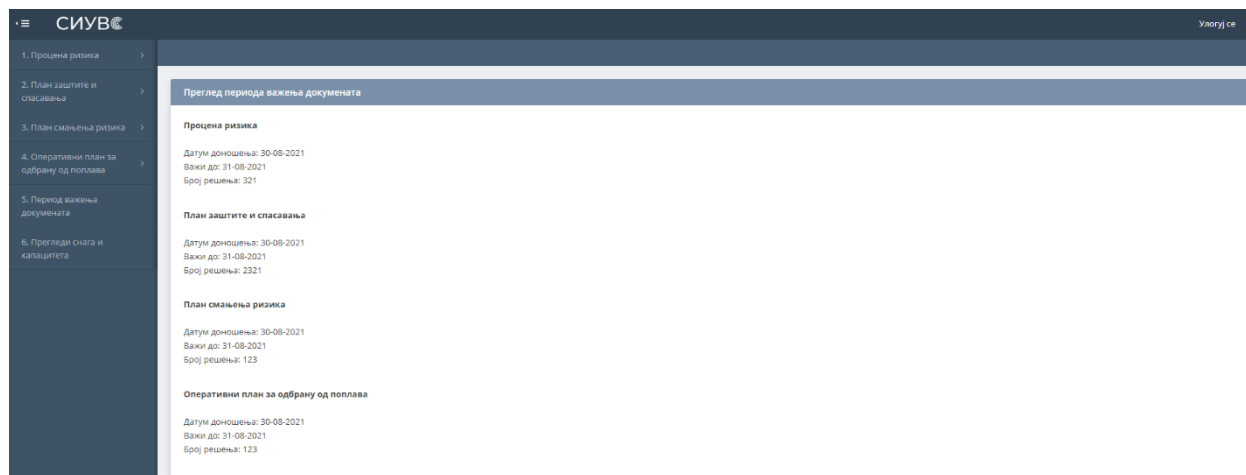 СИУВС
Улогуј се
1. Процена ризика
2. План заштите и
спасавања
3. План смањења ризика
4. Оперативни план за
одбрану од поплава
5. Период важења
докумената
6. Прегледи снага и
капацитета
Преглед периода важења докумената
Процена ризика
Датум доношења: 30-08-2021
Важи до: 31-08-2021
Број решења: 321
План заштите и спасавања
Датум доношења: 30-08-2021
Важи до: 31-08-2021
Број решења: 2321
План смањења ризика
Датум доношења: 30-08-2021
Важи до: 31-08-2021
Број решења: 123
Оперативни план за одбрану од поплава
Датум доношења: 30-08-2021
Важи до: 31-08-2021
Број решења: 123